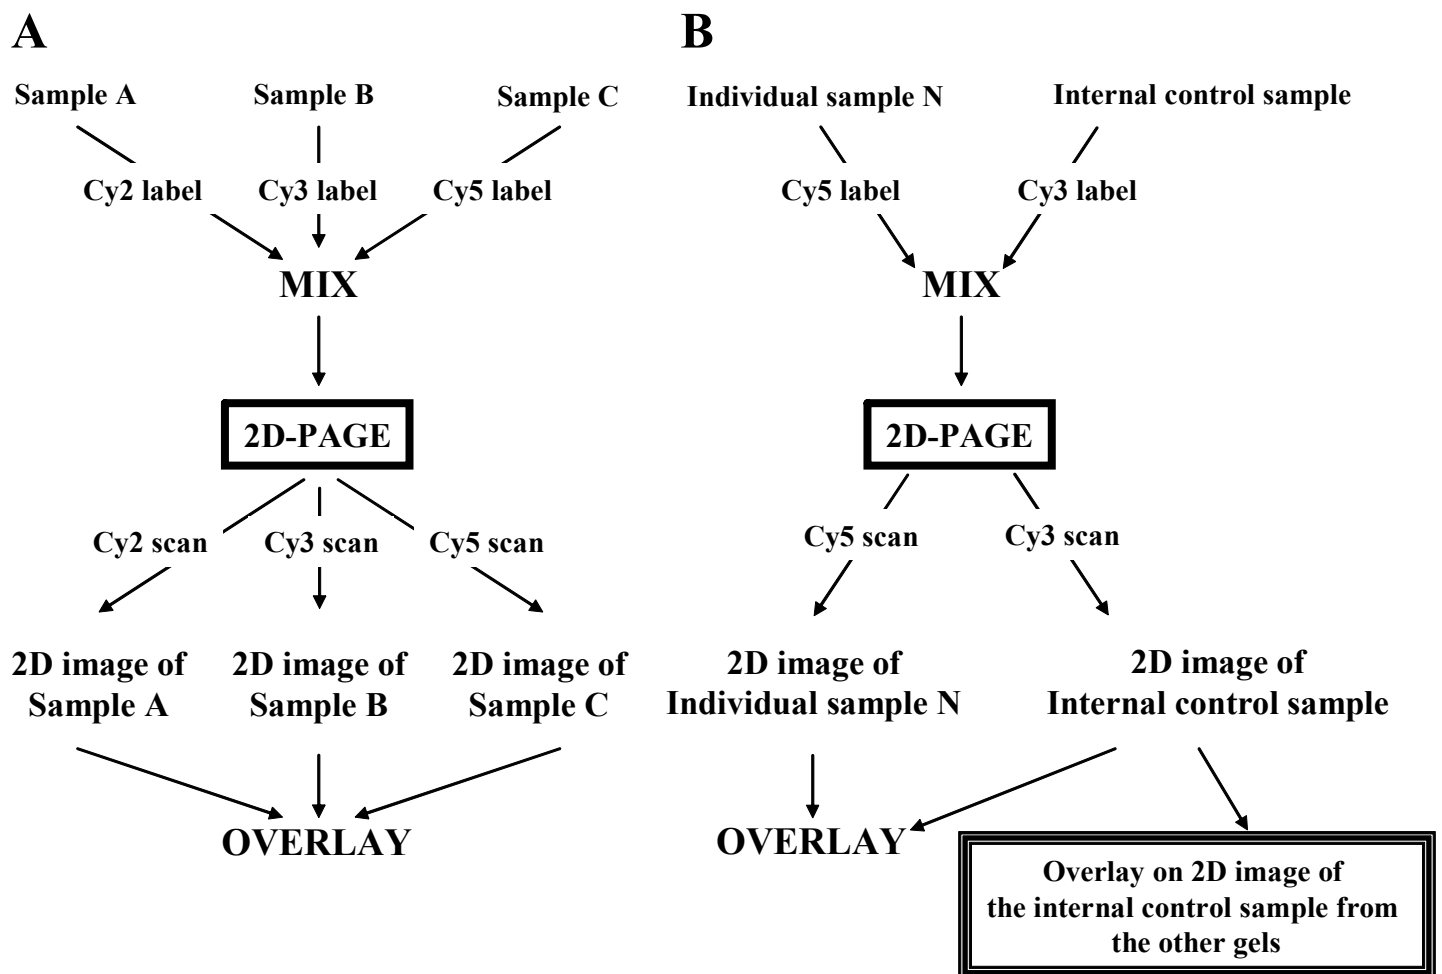 A
Sample A
Sample B
Sample C
Cy2 label
Cy3 label
Cy5 label
MIX
2D-PAGE
Cy2 scan
Cy3 scan
Cy5 scan
2D image of
Sample A
2D image of
Sample B
2D image of
Sample C
OVERLAY
B
Individual sample N
Internal control sample
Cy5 label
Cy3 label
MIX
2D-PAGE
Cy5 scan
Cy3 scan
2D image of
Individual sample N
2D image of
Internal control sample
OVERLAY
Overlay on 2D image of
the internal control sample from
the other gels